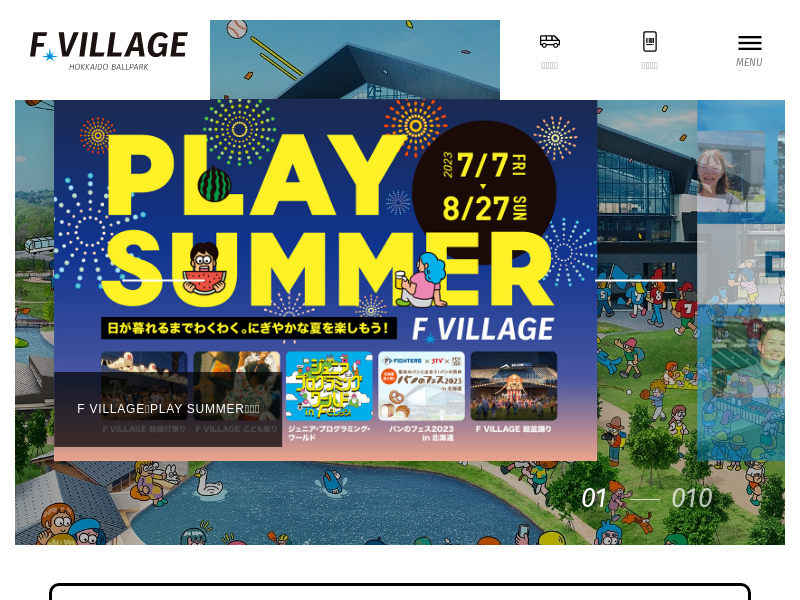 F VILLAGE
HOKKAIDO BALLPARK
MENU
PLAY
SUMMER
2023
7/7 FRI
8/27 SUN
日が暮れるまでわくわく。にぎやかな夏を楽しもう!
F VILLAGE
ジュニア・プログラミング・
ワールド
パンのフェス2023
in 北海道
F VILLAGE 超盆踊り
F VILLAGE 超提灯祭り
F VILLAGE こども祭り
F VILLAGE PLAY SUMMER
01
010